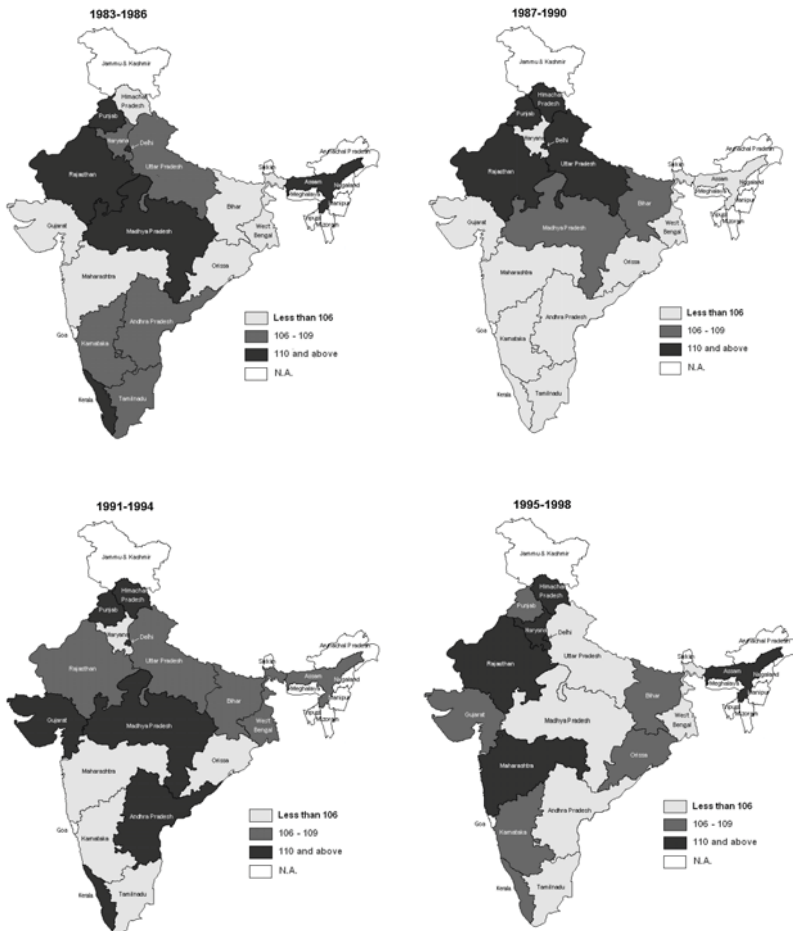 1983-1986
Jammu & Kashmir
Himachal
Pradesh
Punjab
Haryana
Delhi
Rajasthan
Uttar Pradesh
Arunachal Pradesh
Sikkim
Assam
Nagaland
Meghalaya
Manipur
Tripura
Mizoram
Bihar
West
Bengal
Gujarat
Madhya Pradesh
Orissa
Maharashtra
Andhra Pradesh
Goa
Karnataka
Kerala
Tamilnadu
Less than 106
106 - 109
110 and above
N.A.
1987-1990
Jammu & Kashmir
Himachal
Pradesh
Punjab
Haryana
Delhi
Rajasthan
Uttar Pradesh
Arunachal Pradesh
Sikkim
Assam
Nagaland
Meghalaya
Manipur
Tripura
Mizoram
Bihar
West
Bengal
Gujarat
Madhya Pradesh
Orissa
Maharashtra
Andhra Pradesh
Goa
Karnataka
Kerala
Tamilnadu
Less than 106
106 - 109
110 and above
N.A.
1991-1994
Jammu & Kashmir
Himachal
Pradesh
Punjab
Haryana
Delhi
Rajasthan
Uttar Pradesh
Arunachal Pradesh
Sikkim
Assam
Nagaland
Meghalaya
Manipur
Tripura
Mizoram
Bihar
West
Bengal
Gujarat
Madhya Pradesh
Orissa
Maharashtra
Andhra Pradesh
Goa
Karnataka
Kerala
Tamilnadu
Less than 106
106 - 109
110 and above
N.A.
1995-1998
Jammu & Kashmir
Himachal
Pradesh
Punjab
Haryana
Delhi
Rajasthan
Uttar Pradesh
Arunachal Pradesh
Sikkim
Assam
Nagaland
Meghalaya
Manipur
Tripura
Mizoram
Bihar
West
Bengal
Gujarat
Madhya Pradesh
Orissa
Maharashtra
Andhra Pradesh
Goa
Karnataka
Kerala
Tamilnadu
Less than 106
106 - 109
110 and above
N.A.